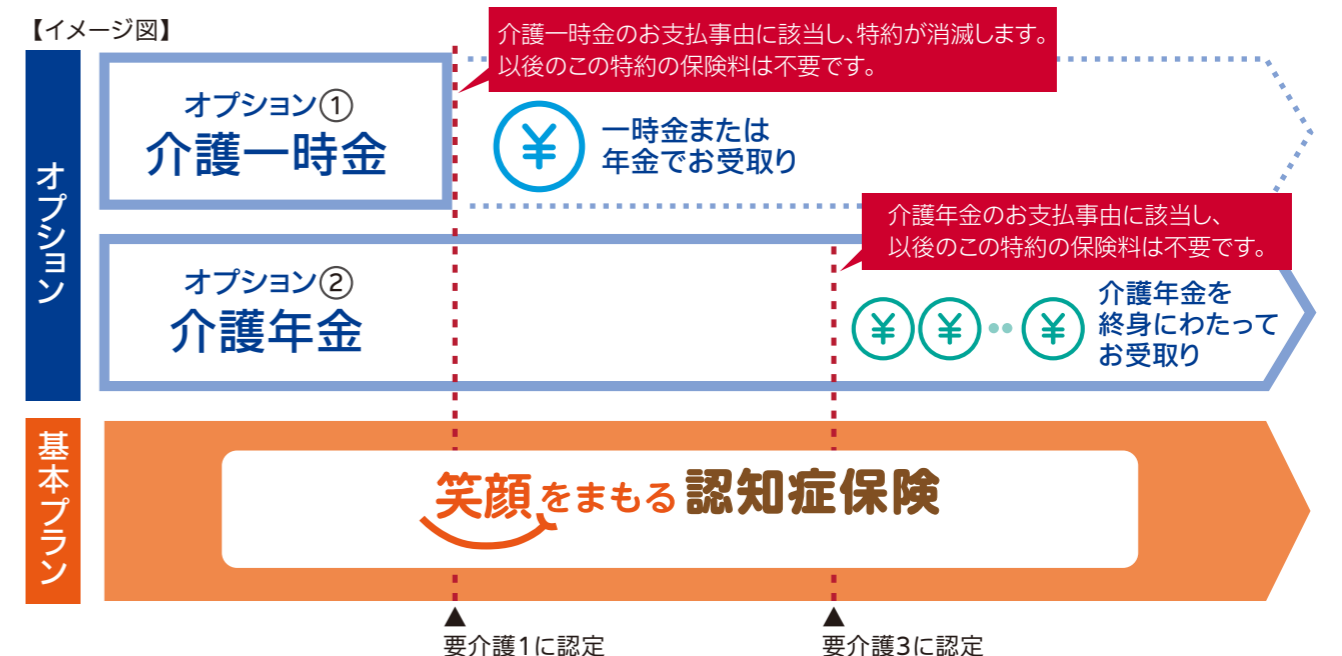 【イメージ図】
介護一時金のお支払事由に該当し、特約が消滅します。
以後のこの特約の保険料は不要です。
オプション
オプション①
介護一時金
¥
一時金または
年金でお受取り
介護年金のお支払事由に該当し、
以後のこの特約の保険料は不要です。
オプション②
介護年金
¥ ¥ ¥
介護年金を
終身にわたって
お受取り
基本プラン
笑顔をまもる認知症保険
▲ ▲
要介護1に認定 要介護3に認定